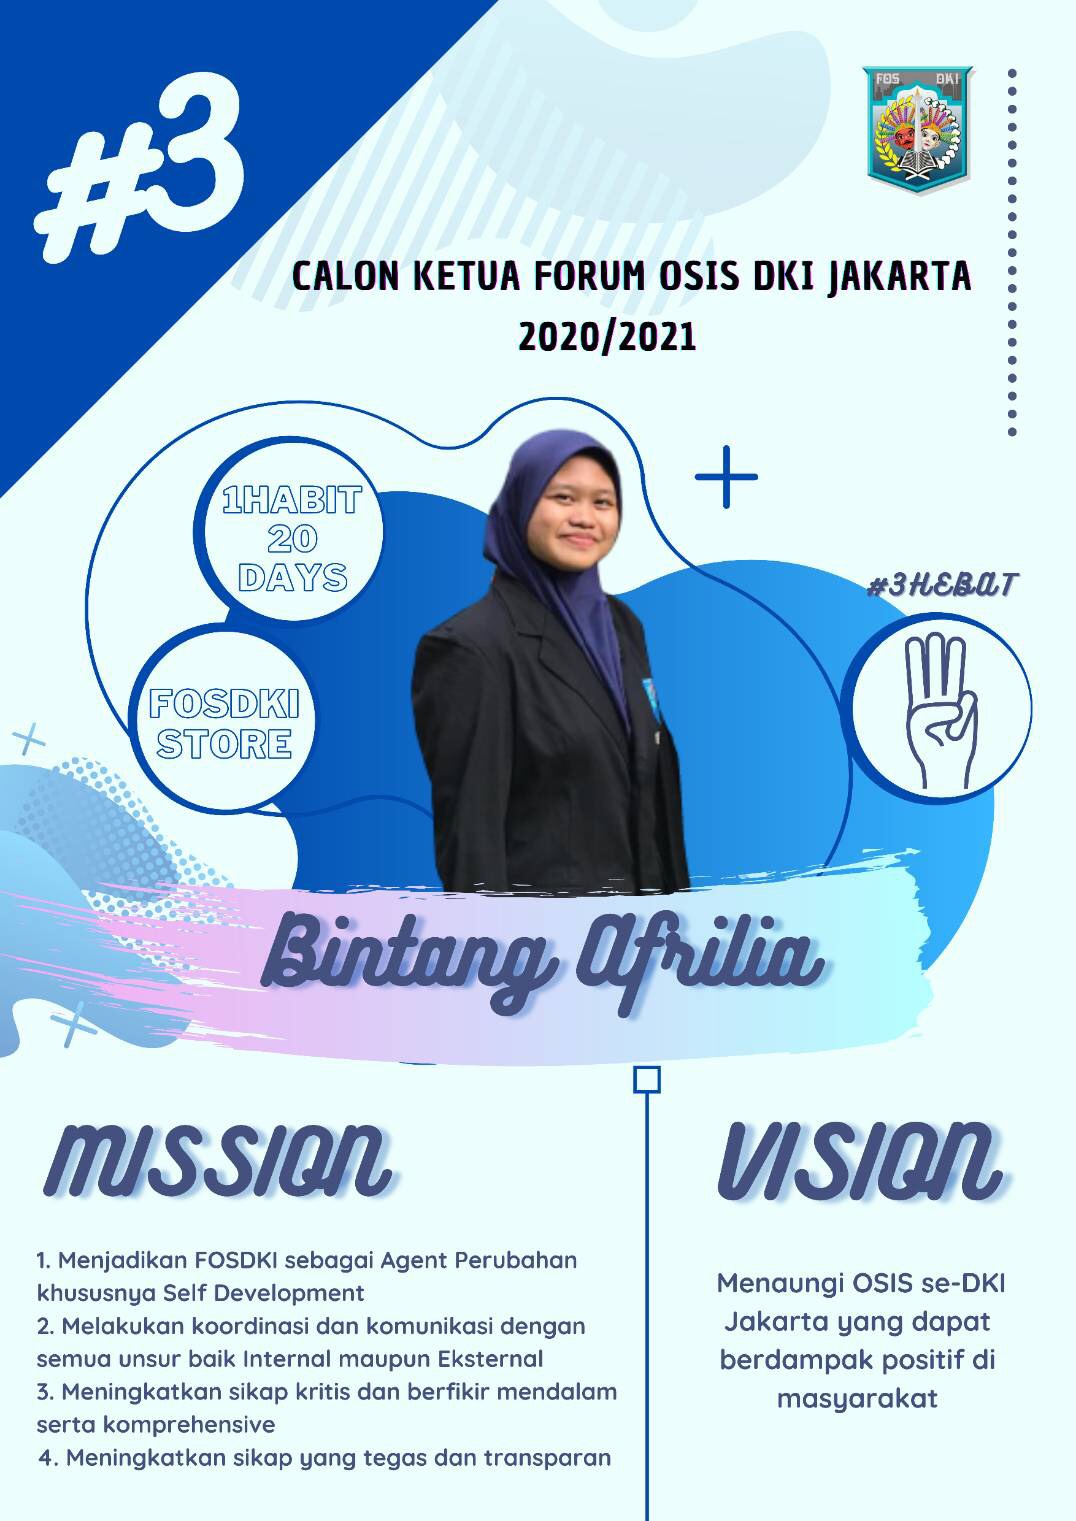 #3
FOS DKI
CALON KETUA FORUM OSIS DKI JAKARTA
2020/2021
1HABIT
20
DAYS
#3HEBAT
FOSDKI
STORE
Bintang Afrilia
MISSION
1. Menjadikan FOSDKI sebagai Agent Perubahan
khususnya Self Development
2. Melakukan koordinasi dan komunikasi dengan
semua unsur baik Internal maupun Eksternal
3. Meningkatkan sikap kritis dan berfikir mendalam
serta komprehensive
4. Meningkatkan sikap yang tegas dan transparan
VISION
Menaungi OSIS se-DKI
Jakarta yang dapat
berdampak positif di
masyarakat